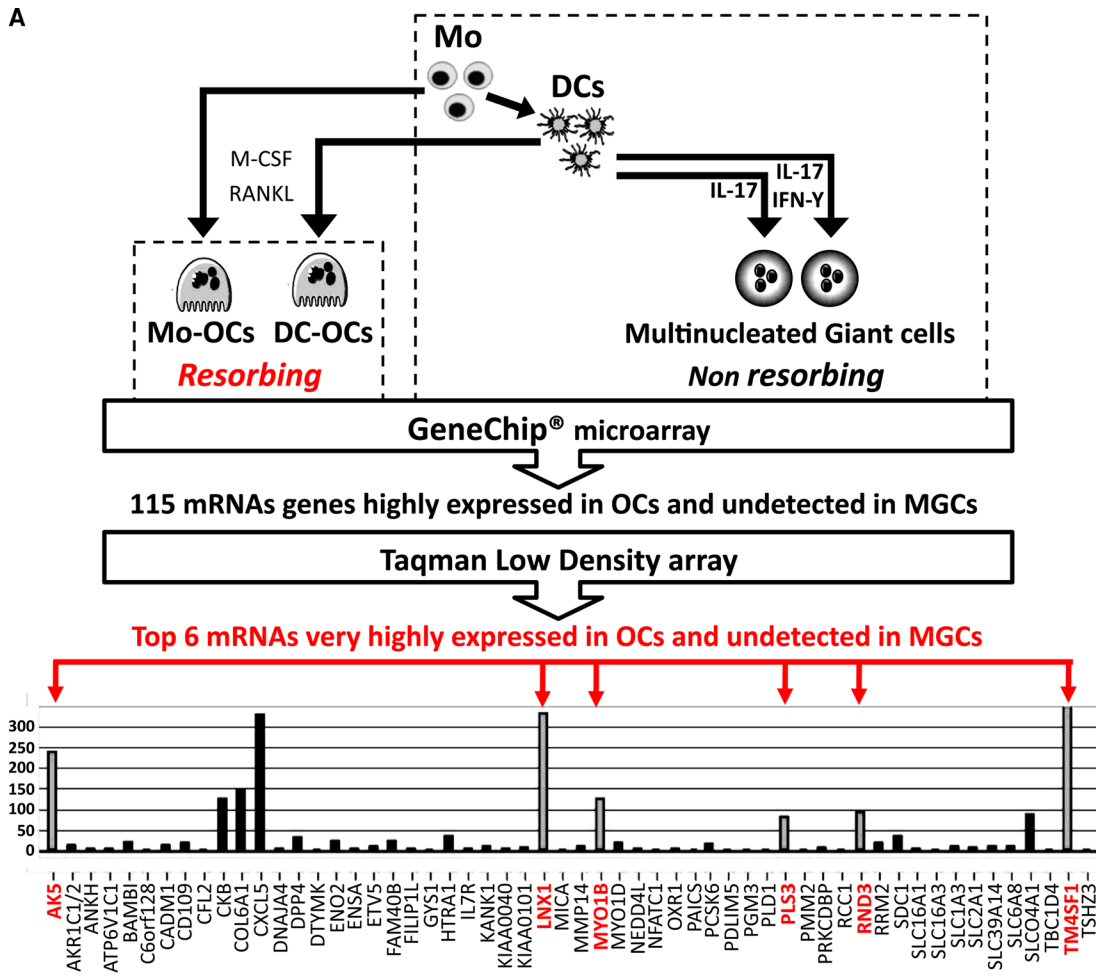 A
Mo
DCs
M-CSF
RANKL
IL-17
IL-17
IFN-Y
Mo-OCs
DC-OCs
Multinucleated Giant cells
Resorbing
Non resorbing
GeneChip® microarray
115 mRNAs genes highly expressed in OCs and undetected in MGCs
Taqman Low Density array
Top 6 mRNAs very highly expressed in OCs and undetected in MGCs
300
250
200
150
100
50
0
AK5
AKR1C1/2
ANKH
ATP6V1C1
BAMBI
C6orf128
CADM1
CD109
CFL2
CKB
COL6A1
CXCL5
DNAJA4
DPP4
DTYMK
ENO2
ENSA
ETV5
FAM40B
FILIP1L
GYS1
HTRA1
IL7R
KANK1
KIAA0040
KIAA0101
LNX1
MICA
MMP14
MYO1B
MYO1D
NEDD4L
NFATC1
OXR1
PAICS
PCSK6
PDLIM5
PGM3
PLD1
PLS3
PMM2
PRKCDBP
RCC1
RND3
RRM2
SDC1
SLC16A1
SLC16A3
SLC1A3
SLC2A1
SLC39A14
SLC6A8
SLCO4A1
TBC1D4
TM4SF1
TSHZ3